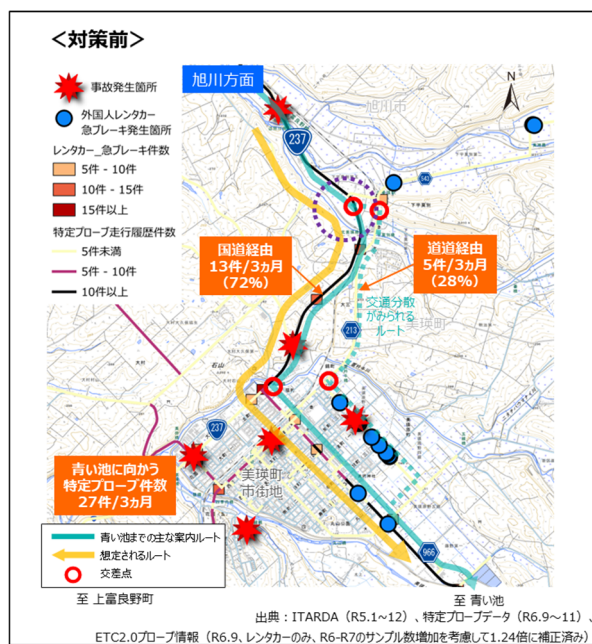 <対策前>
事故発生箇所
外国人レンタカー
急ブレーキ発生箇所
レンタカー_急ブレーキ件数
5件 - 10件
10件 - 15件
15件以上
特定プローブ走行履歴件数
5件未満
5件 - 10件
10件以上
旭川方面
N
旭川市
237
543
国道経由
13件/3ヵ月
(72%)
道道経由
5件/3ヵ月
(28%)
交通分散
がみられる
ルート
213
美瑛町
237
青い池に向かう
特定プローブ件数
27件/3ヵ月
美瑛町
市街地
966
青い池までの主な案内ルート
想定されるルート
交差点
至 上富良野町
至 青い池
出典:ITARDA(R5.1~12)、特定プローブデータ(R6.9~11)、
ETC2.0プローブ情報(R6.9、レンタカーのみ、R6-R7のサンプル数増加を考慮して1.24倍に補正済み)